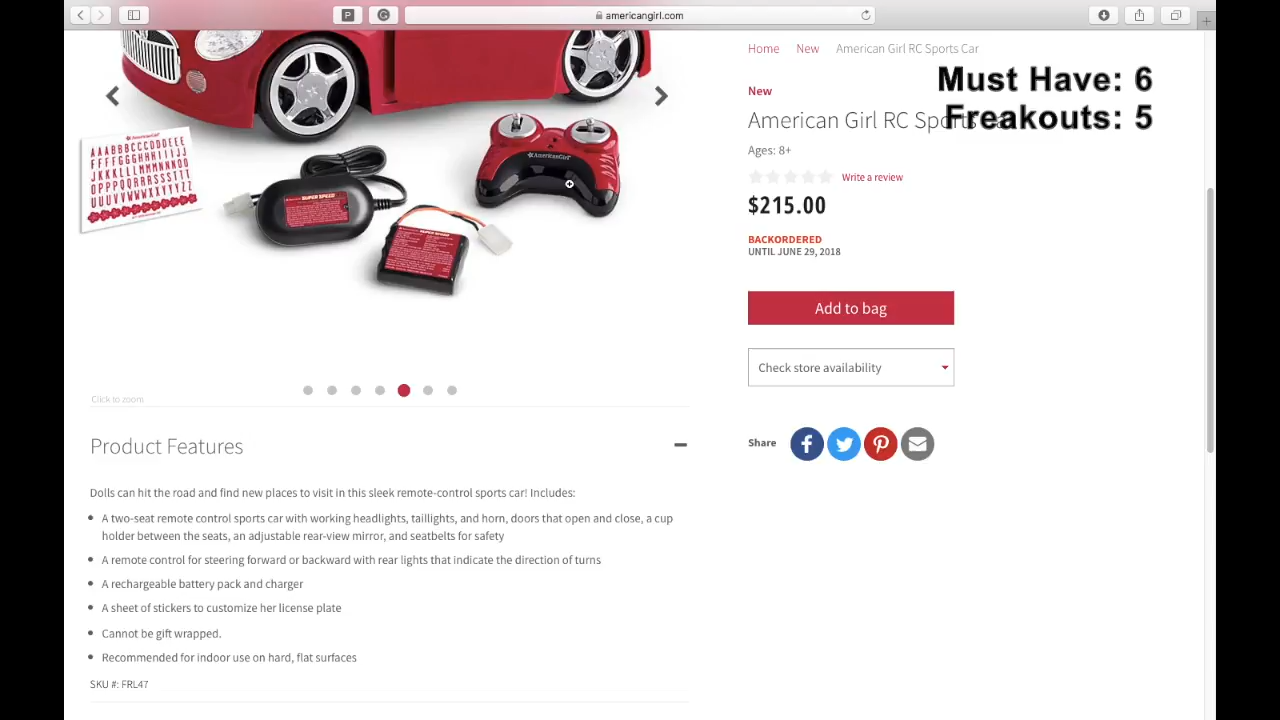 americangirl.com
Home New American Girl RC Sports Car
Must Have: 6
New
Freakouts: 5
American Girl RC Sports
Ages: 8+
Write a review
$215.00
BACKORDERED
UNTIL JUNE 29, 2018
Add to bag
Check store availability
Click to zoom
Share
Product Features
Dolls can hit the road and find new places to visit in this sleek remote-control sports car! Includes:
A two-seat remote control sports car with working headlights, taillights, and horn, doors that open and close, a cup
holder between the seats, an adjustable rear-view mirror, and seatbelts for safety
A remote control for steering forward or backward with rear lights that indicate the direction of turns
A rechargeable battery pack and charger
A sheet of stickers to customize her license plate
Cannot be gift wrapped.
Recommended for indoor use on hard, flat surfaces
SKU #: FRL47
AmericanGirl
SUPER SPEED